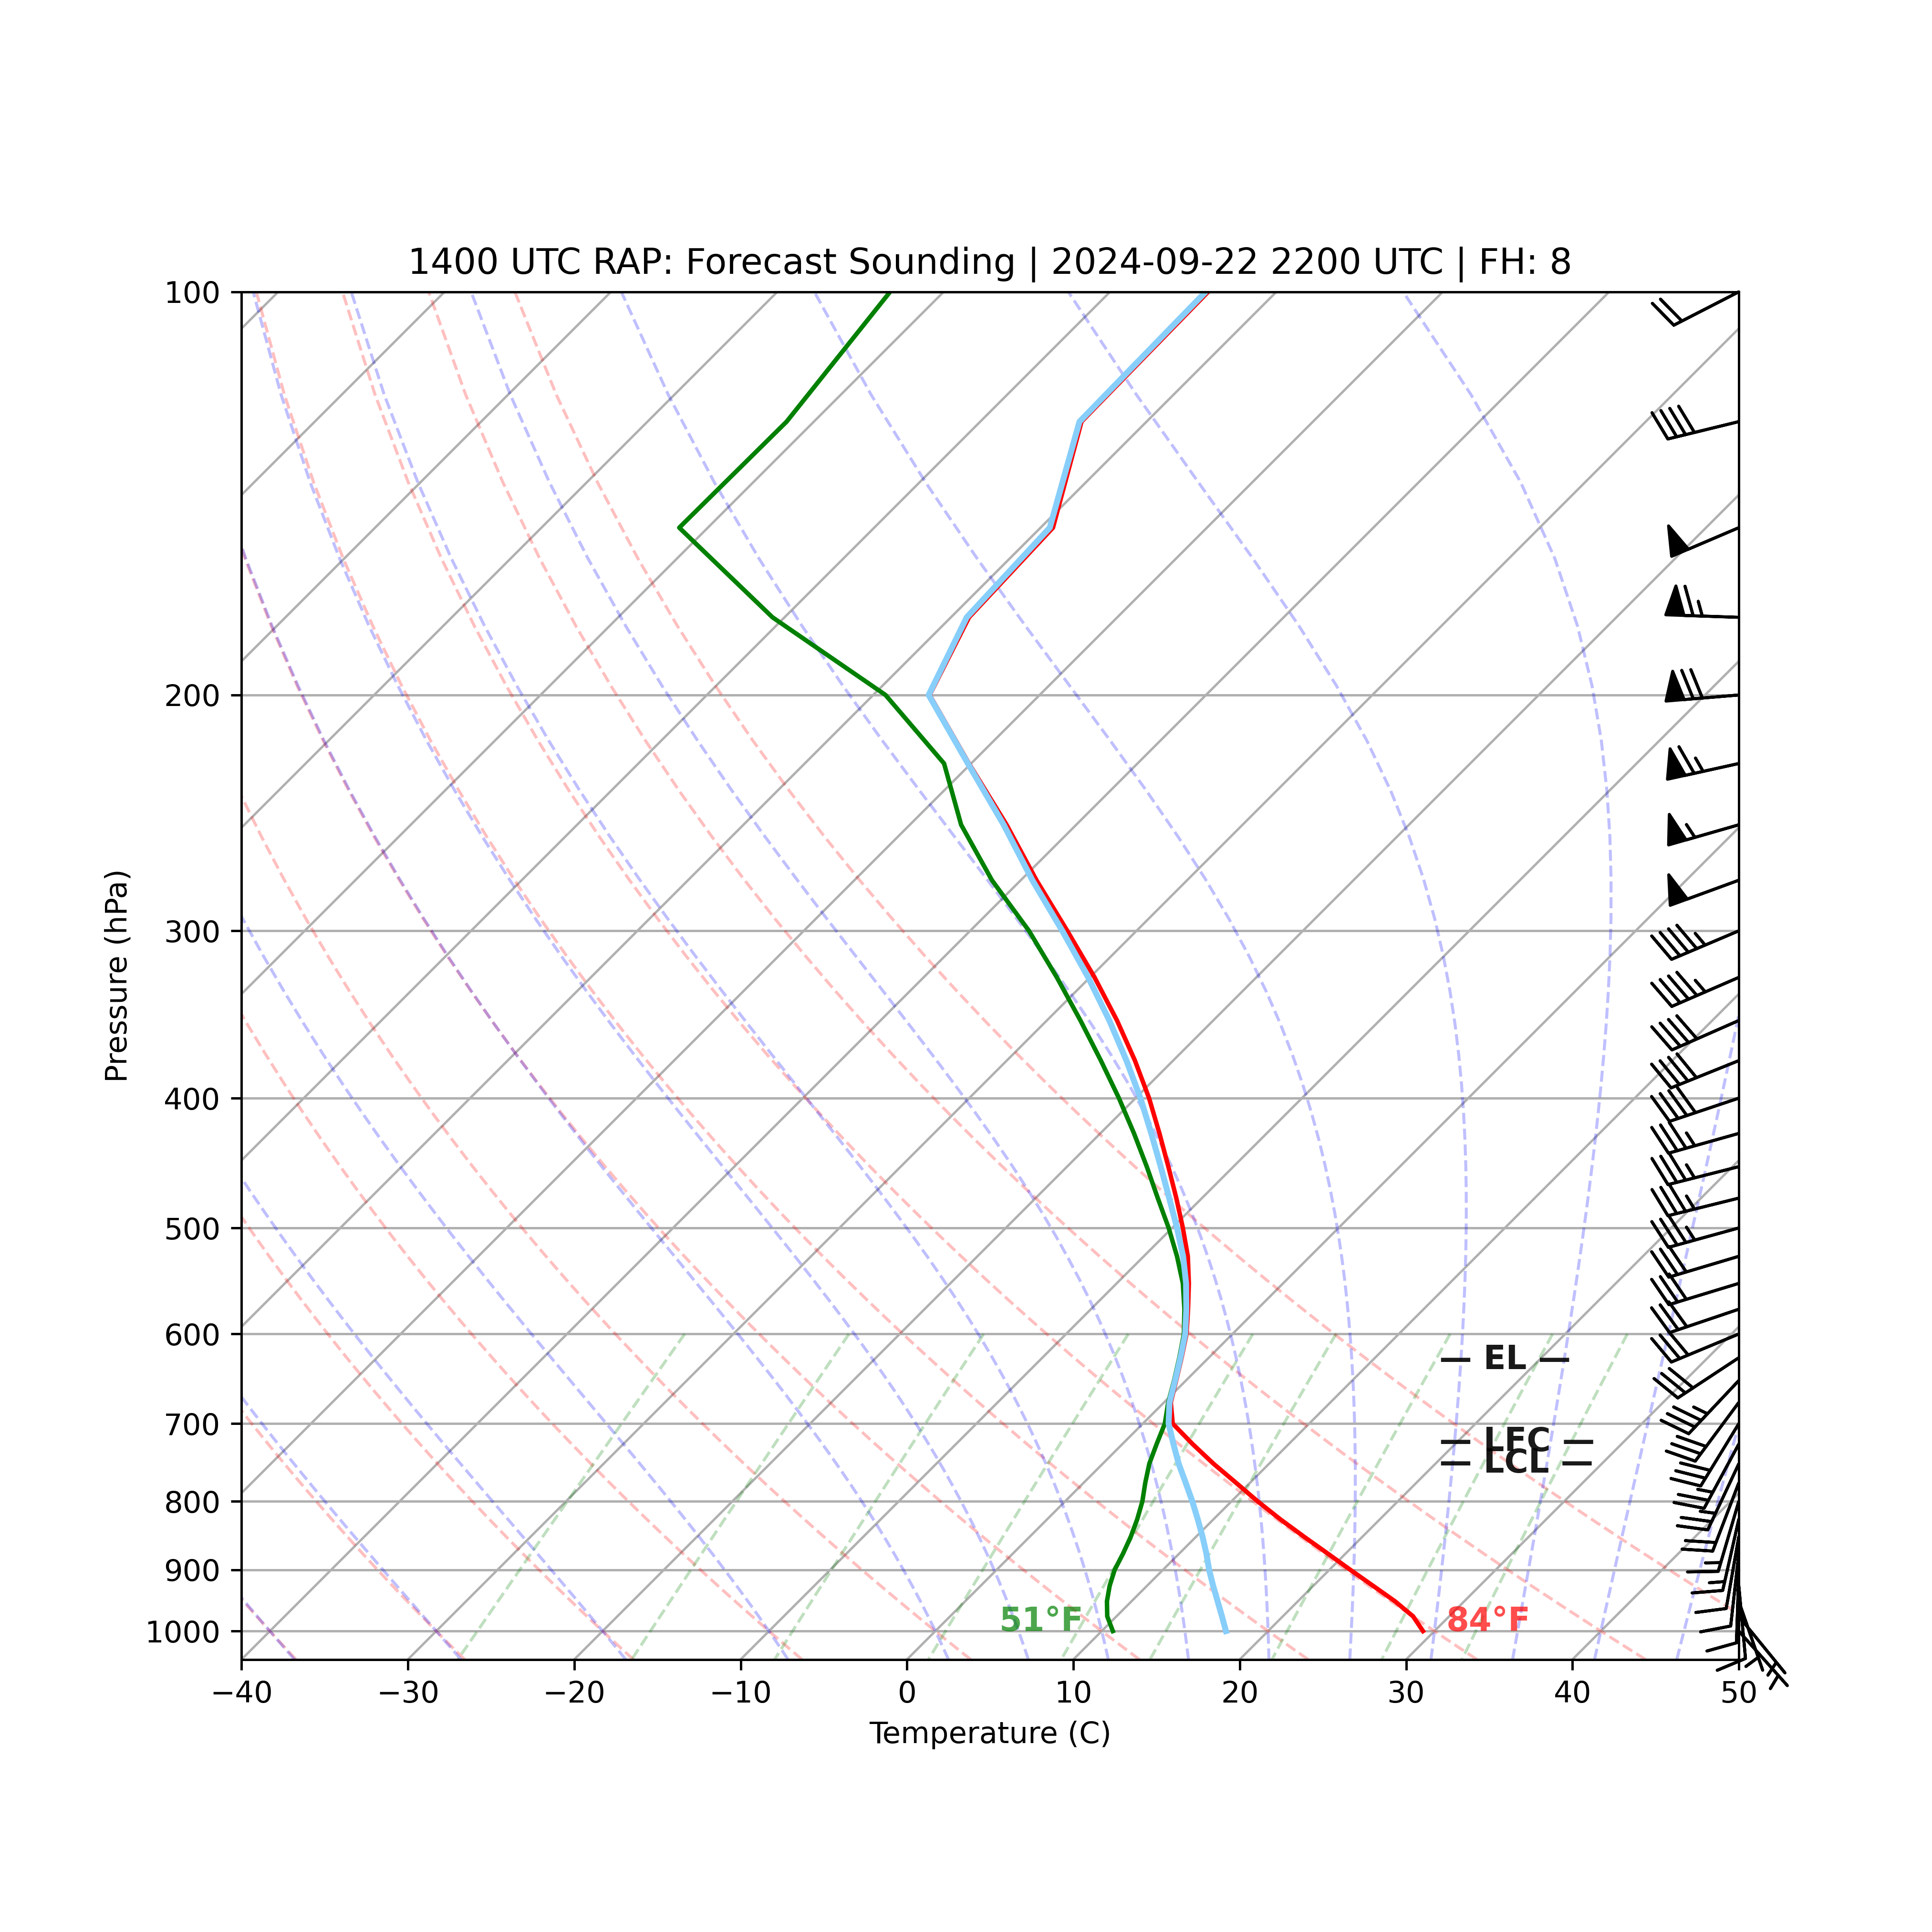 1400 UTC RAP: Forecast Sounding | 2024-09-22 2200 UTC | FH: 8
100
200
300
400
500
600
700
800
900
1000
Pressure (hPa)
— EL —
— LFC —
— LCL —
51°F
84°F
−40 −30 −20 −10 0 10 20 30 40 50
Temperature (C)